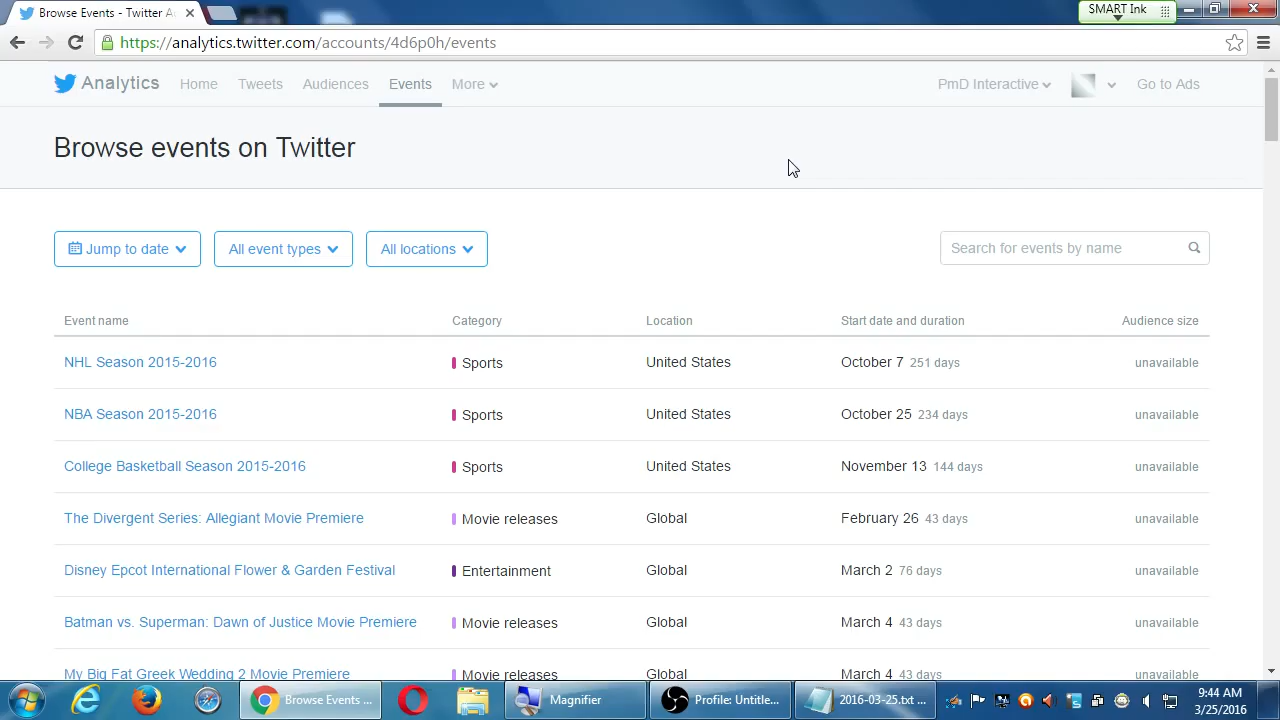 Browse Events - Twitter A
SMART Ink
https://analytics.twitter.com/accounts/4d6p0h/events
Analytics Home Tweets Audiences Events More PmD Interactive Go to Ads
Browse events on Twitter
Jump to date All event types All locations Search for events by name
Event name Category Location Start date and duration Audience size
NHL Season 2015-2016 Sports United States October 7 251 days unavailable
NBA Season 2015-2016 Sports United States October 25 234 days unavailable
College Basketball Season 2015-2016 Sports United States November 13 144 days unavailable
The Divergent Series: Allegiant Movie Premiere Movie releases Global February 26 43 days unavailable
Disney Epcot International Flower & Garden Festival Entertainment Global March 2 76 days unavailable
Batman vs. Superman: Dawn of Justice Movie Premiere Movie releases Global March 4 43 days unavailable
My Big Fat Greek Wedding 2 Movie Premiere Movie releases Global March 4 43 days unavailable
Browse Events ... Magnifier Profile: Untitle... 2016-03-25.txt ... 9:44 AM
3/25/2016